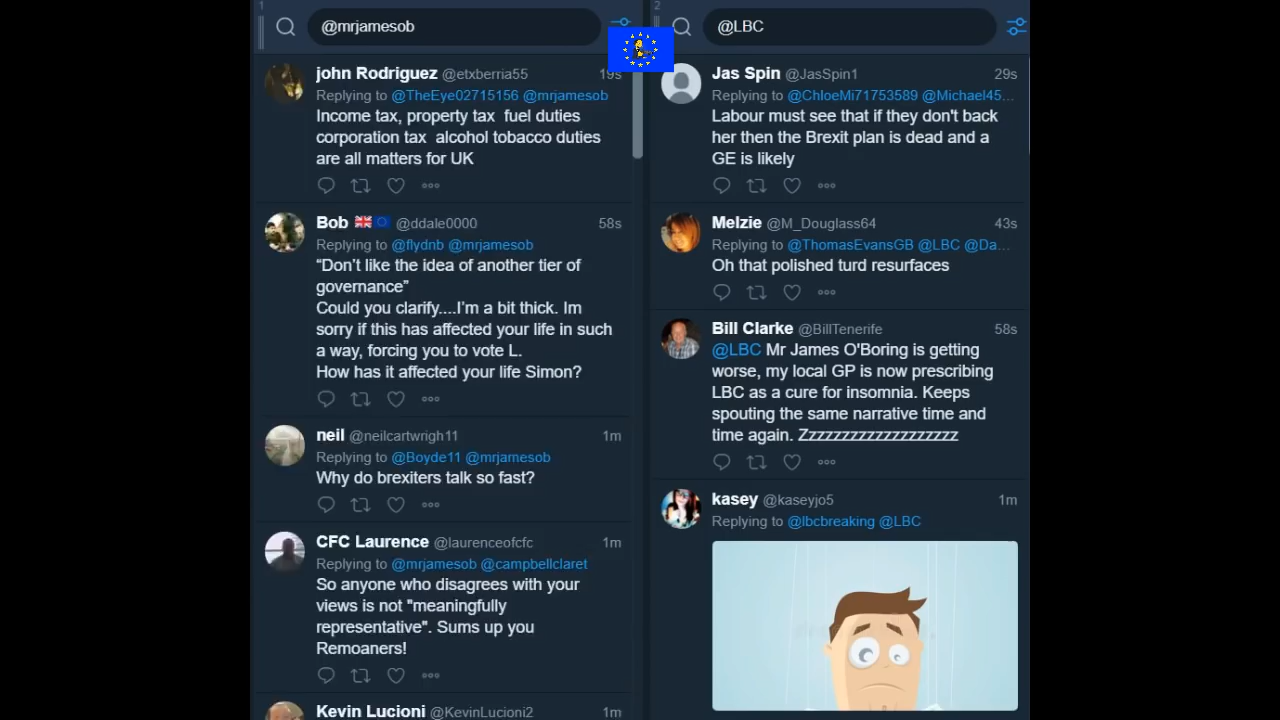 1
@mrjamesob
john Rodriguez @etxberria55 19s
Replying to @TheEye02715156 @mrjamesob
Income tax, property tax fuel duties
corporation tax alcohol tobacco duties
are all matters for UK
Bob @ddale0000 58s
Replying to @flydnb @mrjamesob
“Don’t like the idea of another tier of
governance”
Could you clarify....I’m a bit thick. Im
sorry if this has affected your life in such
a way, forcing you to vote L.
How has it affected your life Simon?
neil @neilcartwrigh11 1m
Replying to @Boyde11 @mrjamesob
Why do brexiters talk so fast?
CFC Laurence @laurenceofcfc 1m
Replying to @mrjamesob @campbellclaret
So anyone who disagrees with your
views is not "meaningfully
representative". Sums up you
Remoaners!
Kevin Lucioni @KevinLucioni2 1m
2
@LBC
Jas Spin @JasSpin1 29s
Replying to @ChloeMi71753589 @Michael45...
Labour must see that if they don't back
her then the Brexit plan is dead and a
GE is likely
Melzie @M_Douglass64 43s
Replying to @ThomasEvansGB @LBC @Da...
Oh that polished turd resurfaces
Bill Clarke @BillTenerife 58s
@LBC Mr James O'Boring is getting
worse, my local GP is now prescribing
LBC as a cure for insomnia. Keeps
spouting the same narrative time and
time again. Zzzzzzzzzzzzzzzzzzz
kasey @kaseyjo5 1m
Replying to @lbcbreaking @LBC